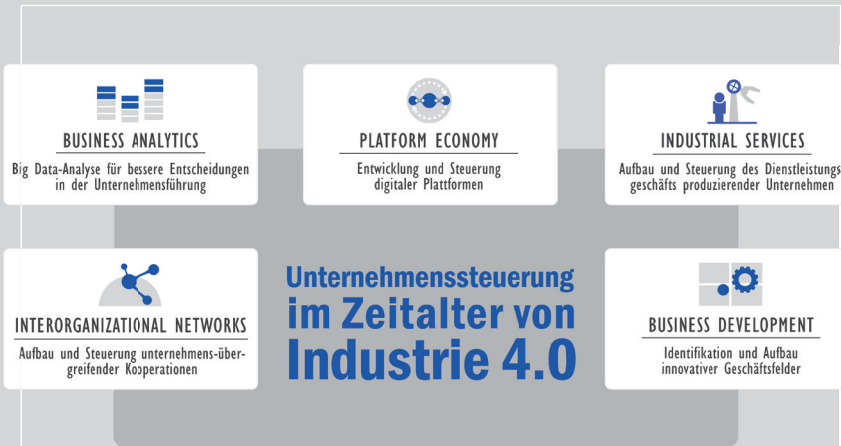 BUSINESS ANALYTICS
Big Data-Analyse für bessere Entscheidungen
in der Unternehmensführung
PLATFORM ECONOMY
Entwicklung und Steuerung
digitaler Plattformen
INDUSTRIAL SERVICES
Aufbau und Steuerung des Dienstleistungs
geschäfts produzierender Unternehmen
INTERORGANIZATIONAL NETWORKS
Aufbau und Steuerung unternehmens-über-
greifender Kooperationen
Unternehmenssteuerung
im Zeitalter von
Industrie 4.0
BUSINESS DEVELOPMENT
Identifikation und Aufbau
innovativer Geschäftsfelder